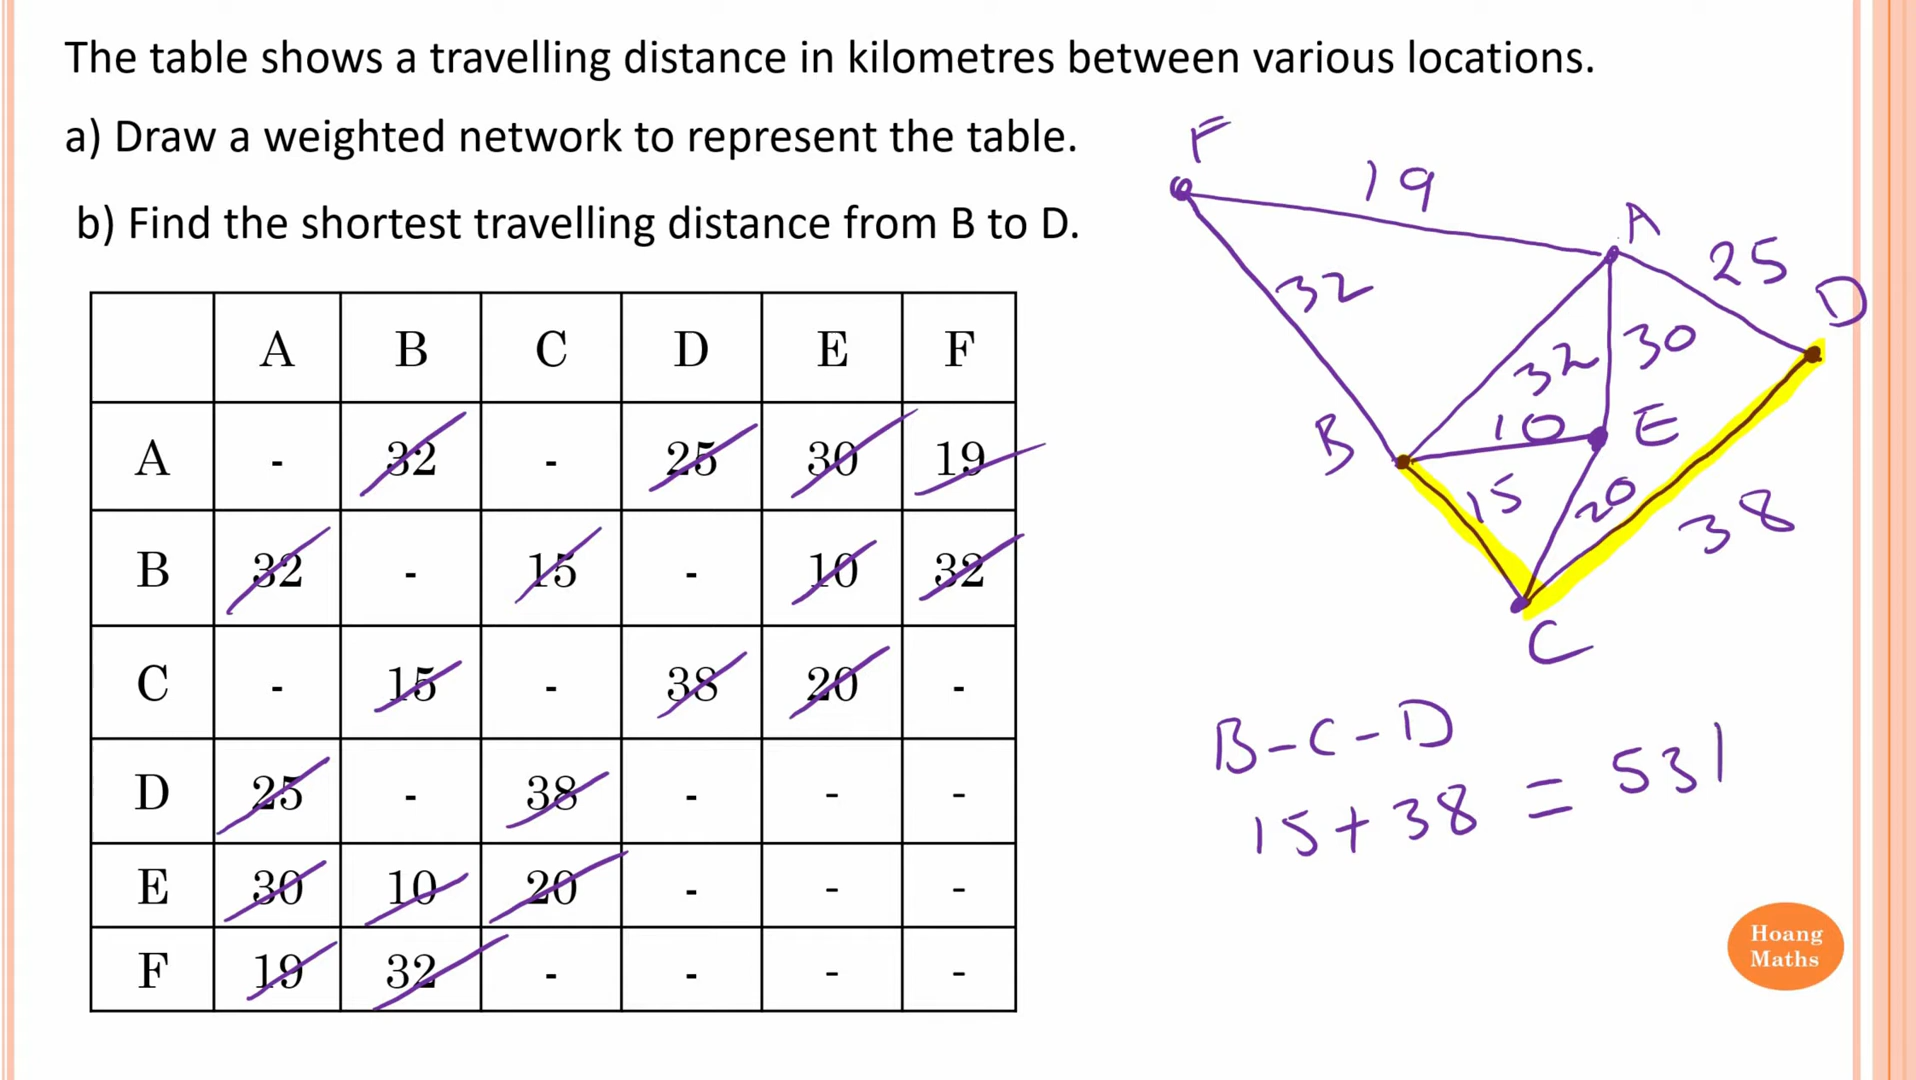 The table shows a travelling distance in kilometres between various locations.
a) Draw a weighted network to represent the table.
b) Find the shortest travelling distance from B to D.
A B C D E F
A - 32 - 25 30 19
B 32 - 15 - 10 32
C - 15 - 38 20 -
D 25 - 38 - - -
E 30 10 20 - - -
F 19 32 - - - -
F
19
A
25
D
32
32
30
B
10
E
15
20
38
C
B-C-D
15+38 = 53
Hoang
Maths